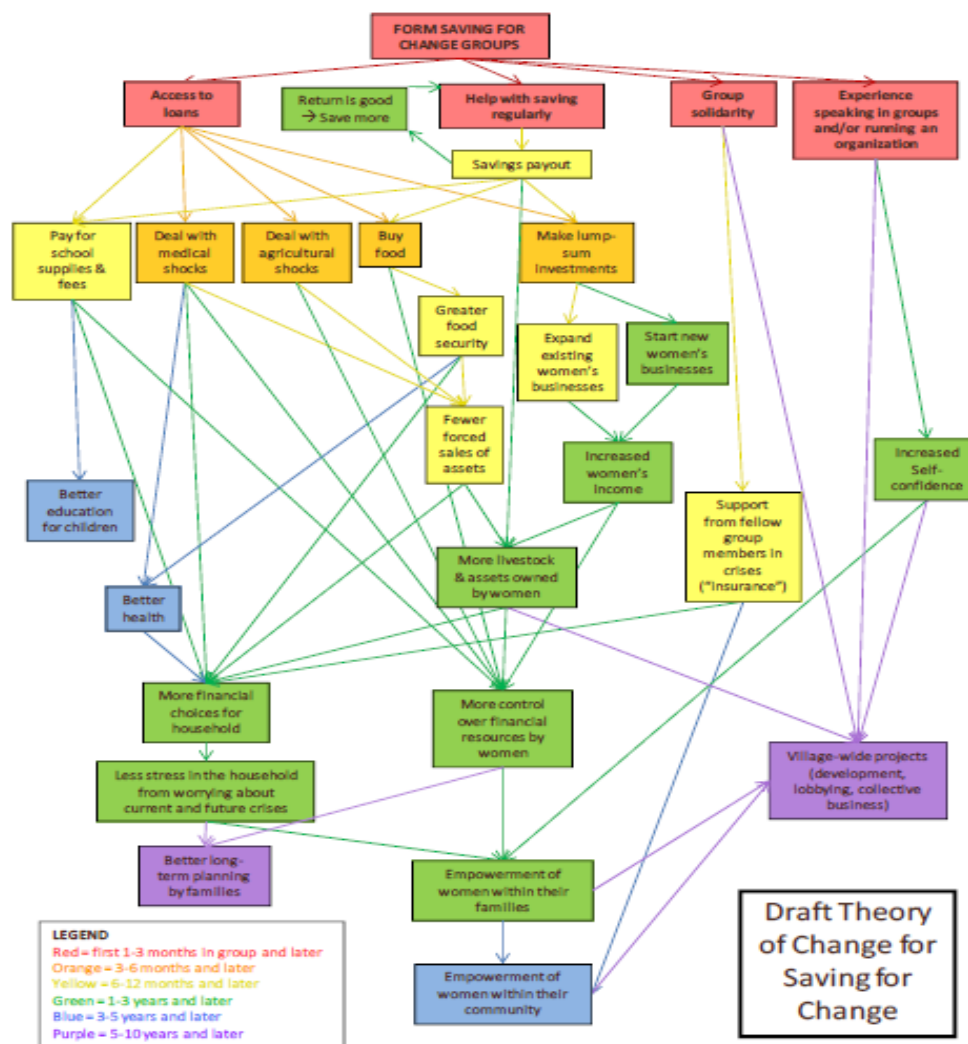 FORM SAVING FOR
CHANGE GROUPS
Access to
loans
Return is good
→ Save more
Help with saving
regularly
Group
solidarity
Experience
speaking in groups
and/or running an
organization
Savings payout
Pay for
school
supplies &
fees
Deal with
medical
shocks
Deal with
agricultural
shocks
Buy
food
Make lump-
sum
investments
Greater
food
security
Expand
existing
women's
businesses
Start new
women's
businesses
Fewer
forced
sales of
assets
Increased
women's
income
Increased
Self-
confidence
Better
education
for children
Support
from fellow
group
members in
crises
("insurance")
More livestock
& assets owned
by women
Better
health
More financial
choices for
household
More control
over financial
resources by
women
Village-wide projects
(development,
lobbying, collective
business)
Less stress in the household
from worrying about
current and future crises
Better long-
term planning
by families
Empowerment of
women within their
families
Empowerment of
women within their
community
LEGEND
Red = first 1-3 months in group and later
Orange = 3-6 months and later
Yellow = 6-12 months and later
Green = 1-3 years and later
Blue = 3-5 years and later
Purple = 5-10 years and later
Draft Theory
of Change for
Saving for
Change